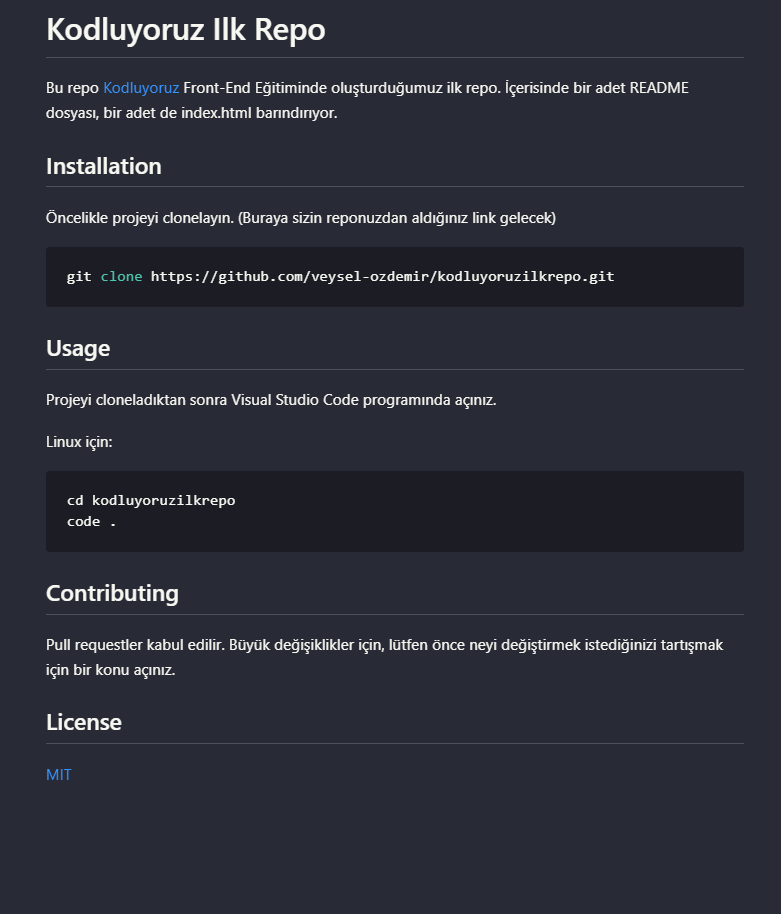 Kodluyoruz Ilk Repo
Bu repo Kodluyoruz Front-End Eğitiminde oluşturduğumuz ilk repo. İçerisinde bir adet README
dosyası, bir adet de index.html barındırıyor.
Installation
Öncelikle projeyi clonelayın. (Buraya sizin reponuzdan aldığınız link gelecek)
git clone https://github.com/veysel-ozdemir/kodluyoruzilkrepo.git
Usage
Projeyi cloneladıktan sonra Visual Studio Code programında açınız.
Linux için:
cd kodluyoruzilkrepo
code .
Contributing
Pull requestler kabul edilir. Büyük değişiklikler için, lütfen önce neyi değiştirmek istediğinizi tartışmak
için bir konu açınız.
License
MIT